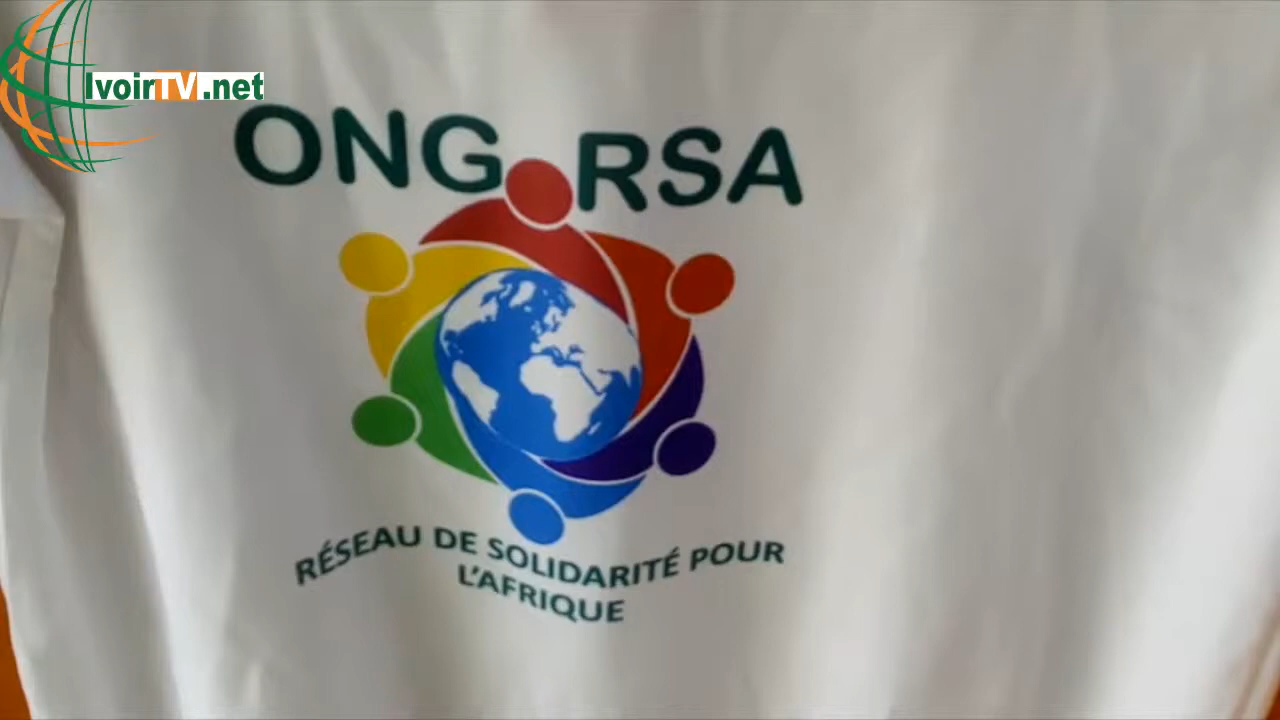 IvoirTV.net
ONG RSA
RÉSEAU DE SOLIDARITÉ POUR
L'AFRIQUE